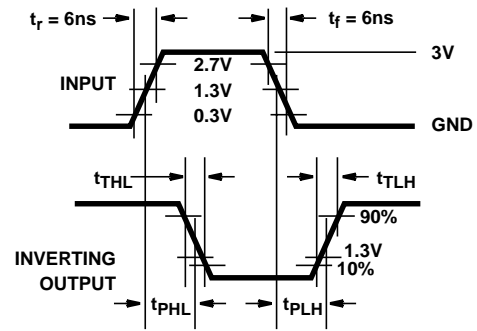 tr = 6ns
tf = 6ns
3V
INPUT
2.7V
1.3V
0.3V
GND
tTHL
tTLH
90%
1.3V
10%
INVERTING
OUTPUT
tPHL
tPLH